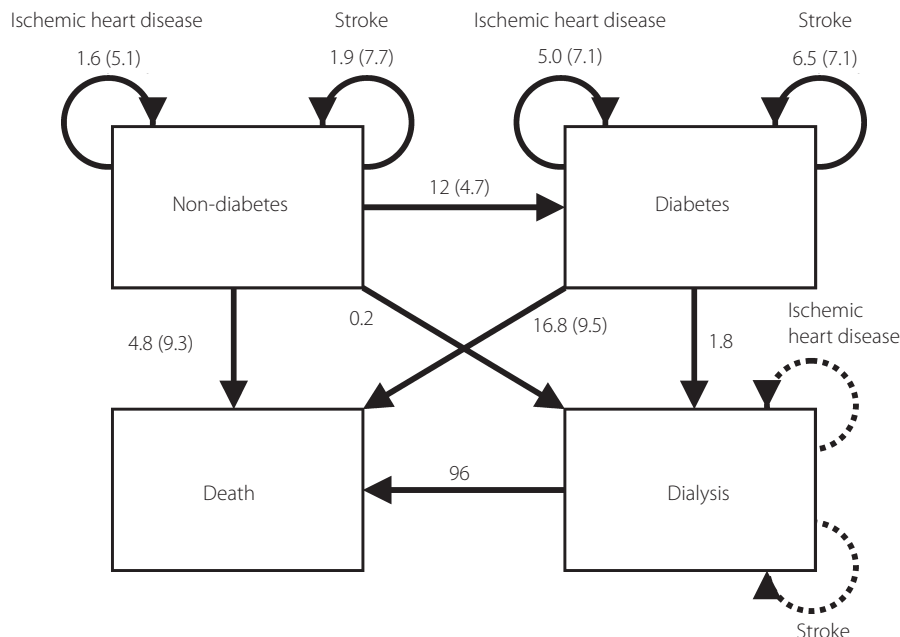 Ischemic heart disease
1.6 (5.1)
Stroke
1.9 (7.7)
Ischemic heart disease
5.0 (7.1)
Stroke
6.5 (7.1)
Non-diabetes
12 (4.7)
Diabetes
4.8 (9.3)
0.2
16.8 (9.5)
1.8
Ischemic
heart disease
Death
96
Dialysis
Stroke